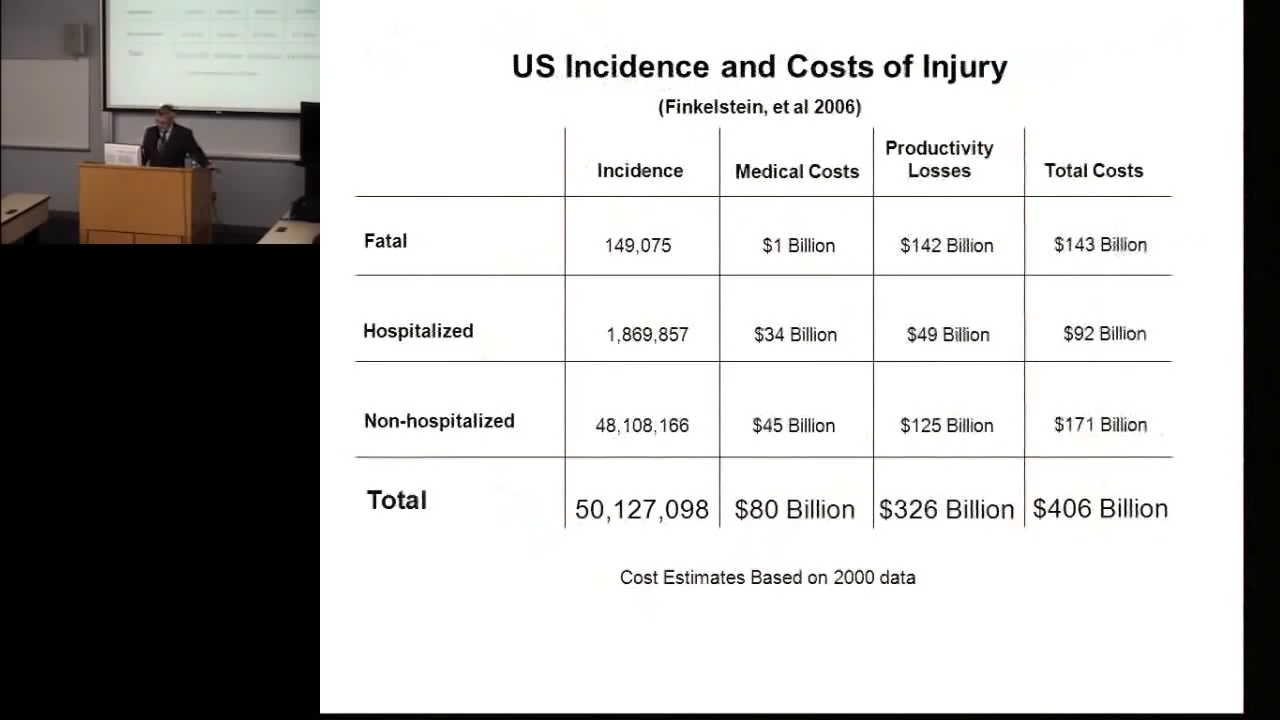 US Incidence and Costs of Injury
(Finkelstein, et al 2006)
Incidence Medical Costs Productivity Losses Total Costs
Fatal 149,075 $1 Billion $142 Billion $143 Billion
Hospitalized 1,869,857 $34 Billion $49 Billion $92 Billion
Non-hospitalized 48,108,166 $45 Billion $125 Billion $171 Billion
Total 50,127,098 $80 Billion $326 Billion $406 Billion
Cost Estimates Based on 2000 data